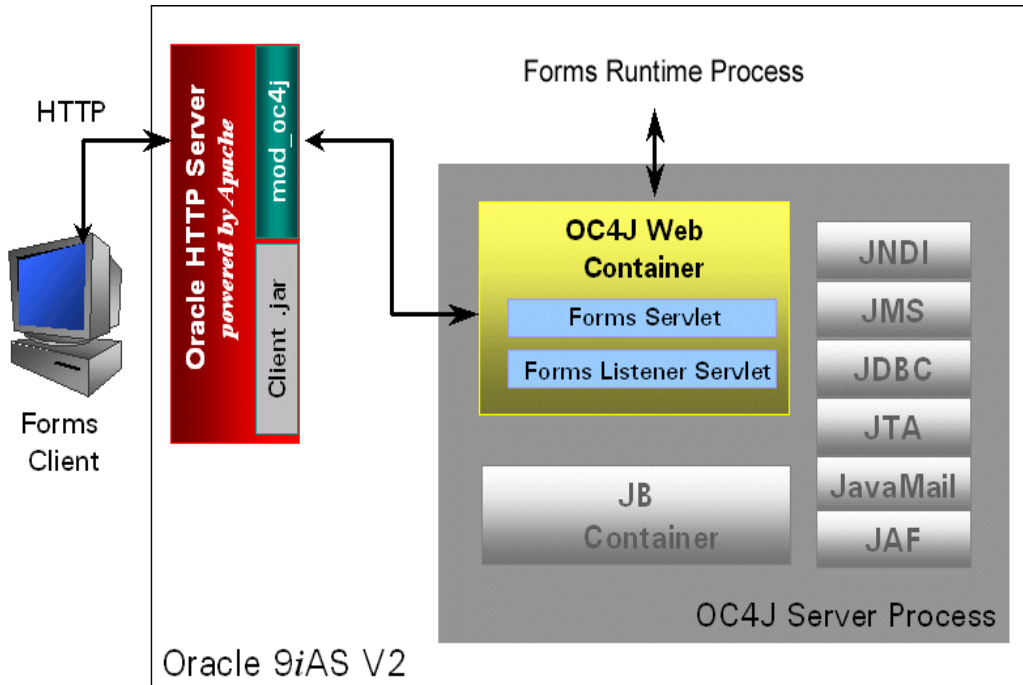 HTTP
Forms
Client
Oracle HTTP Server
powered by Apache
mod_oc4j
Client .jar
Forms Runtime Process
OC4J Web
Container
Forms Servlet
Forms Listener Servlet
JB
Container
JNDI
JMS
JDBC
JTA
JavaMail
JAF
OC4J Server Process
Oracle 9iAS V2